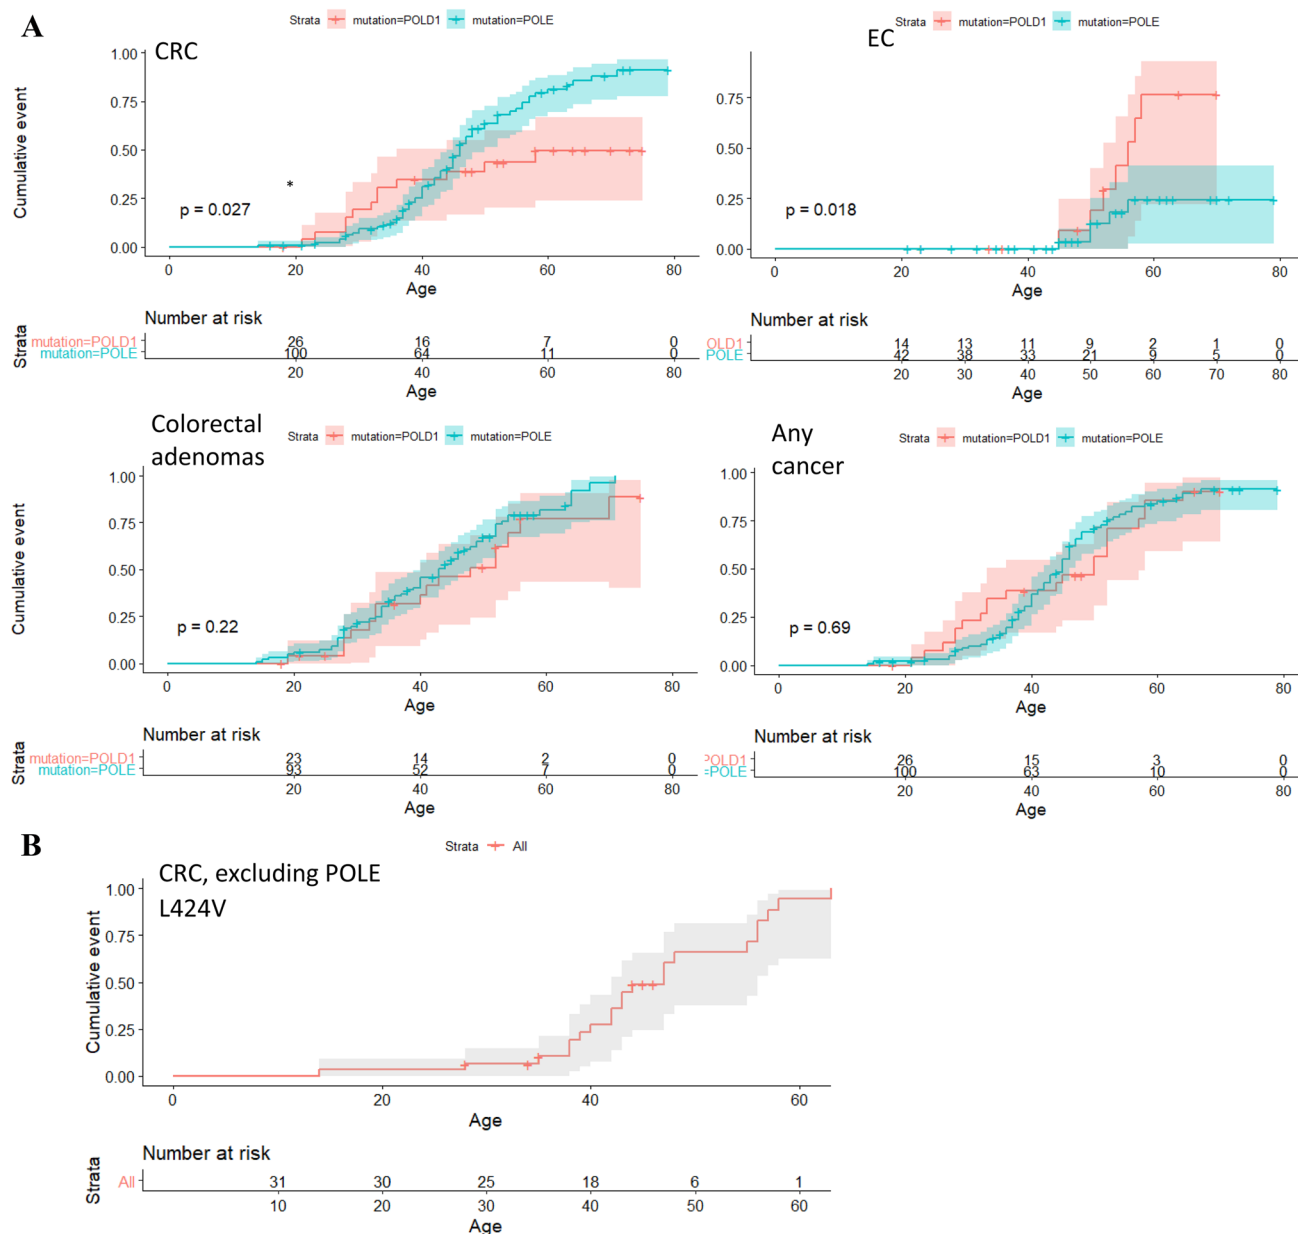 A
Strata mutation=POLD1 mutation=POLE
CRC
Cumulative event
1.00
0.75
0.50
0.25
0.00
*
p = 0.027
0 20 40 60 80
Age
Number at risk
Strata
mutation=POLD1 26 16 7 0
mutation=POLE 100 64 11 0
20 40 60 80
Age
Strata mutation=POLD1 mutation=POLE
EC
1.00
0.75
0.50
0.25
0.00
p = 0.018
0 20 40 60 80
Age
Number at risk
OLD1 14 13 11 9 2 1 0
POLE 42 38 33 21 9 5 0
20 30 40 50 60 70 80
Age
Colorectal
adenomas
Strata mutation=POLD1 mutation=POLE
Cumulative event
1.00
0.75
0.50
0.25
0.00
p = 0.22
0 20 40 60 80
Age
Number at risk
Strata
mutation=POLD1 23 14 2 0
mutation=POLE 93 52 7 0
20 40 60 80
Age
Any
cancer
Strata mutation=POLD1 mutation=POLE
1.00
0.75
0.50
0.25
0.00
p = 0.69
0 20 40 60 80
Age
Number at risk
POLD1 26 15 3 0
=POLE 100 63 10 0
20 40 60 80
Age
B
Strata All
CRC, excluding POLE
L424V
Cumulative event
1.00
0.75
0.50
0.25
0.00
0 20 40 60
Age
Number at risk
Strata
All 31 30 25 18 6 1
10 20 30 40 50 60
Age